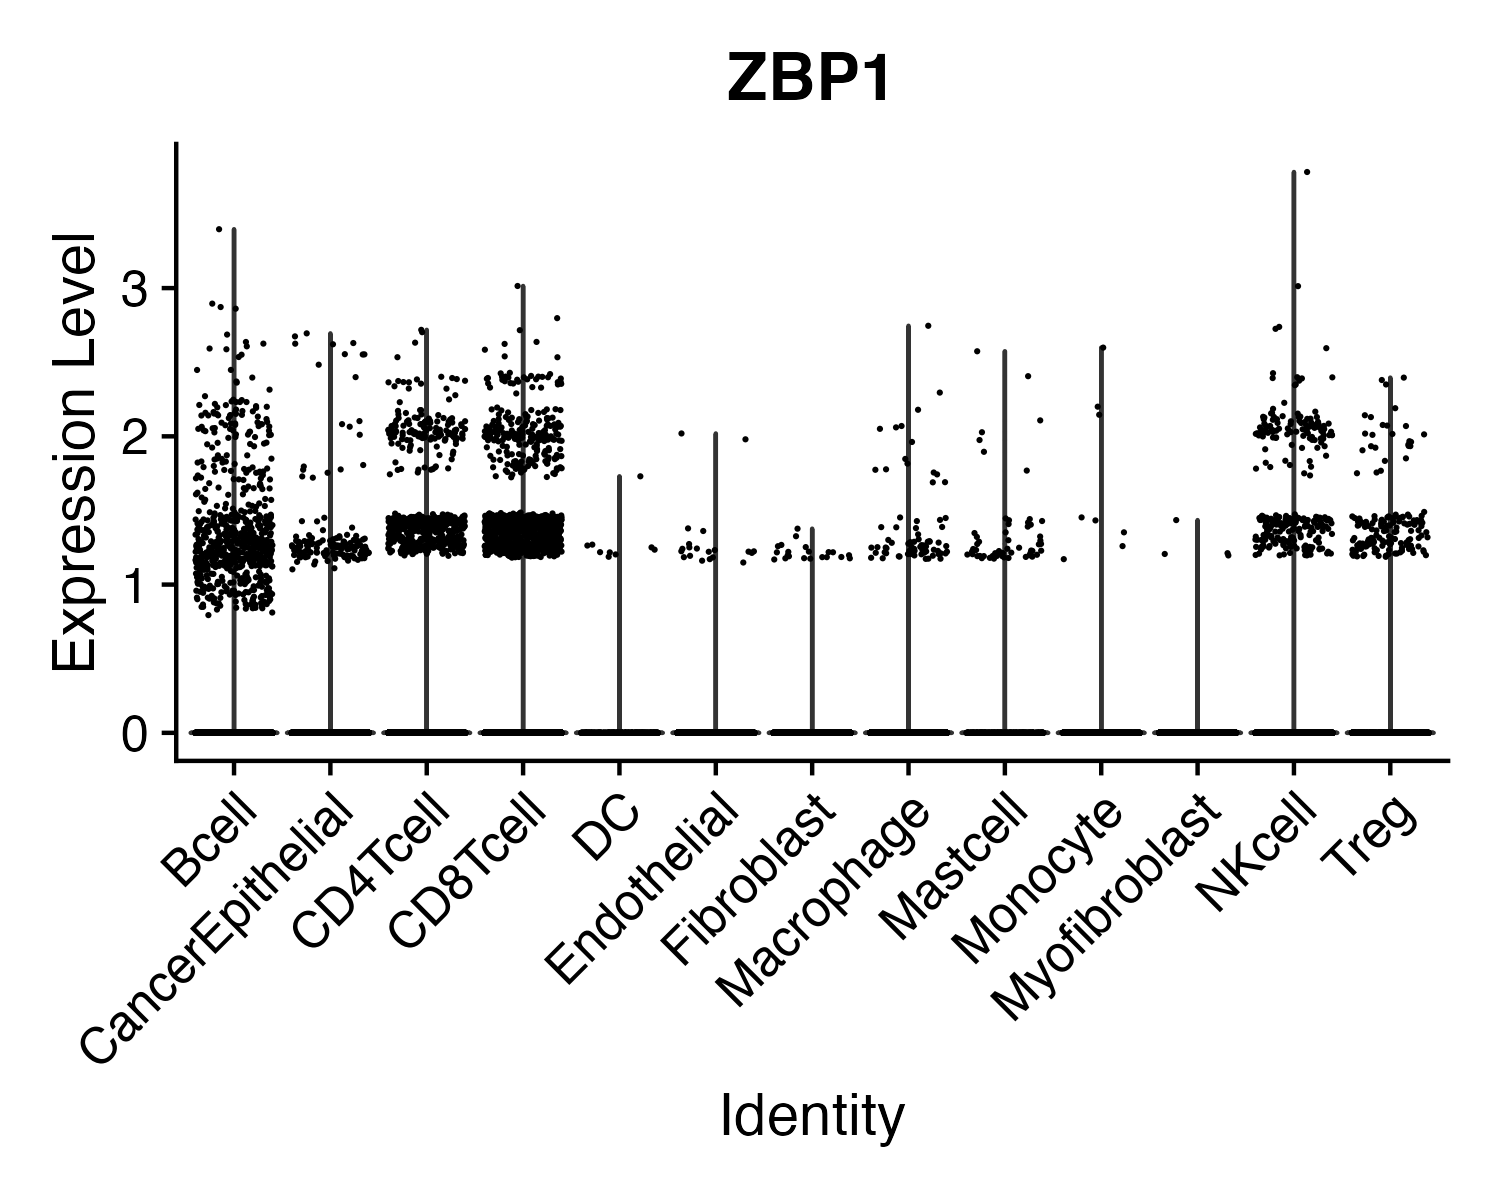 ZBP1
Expression Level
3
2
1
0
Bcell
CancerEpithelial
CD4Tcell
CD8Tcell
DC
Endothelial
Fibroblast
Macrophage
Mastcell
Monocyte
Myofibroblast
NKcell
Treg
Identity